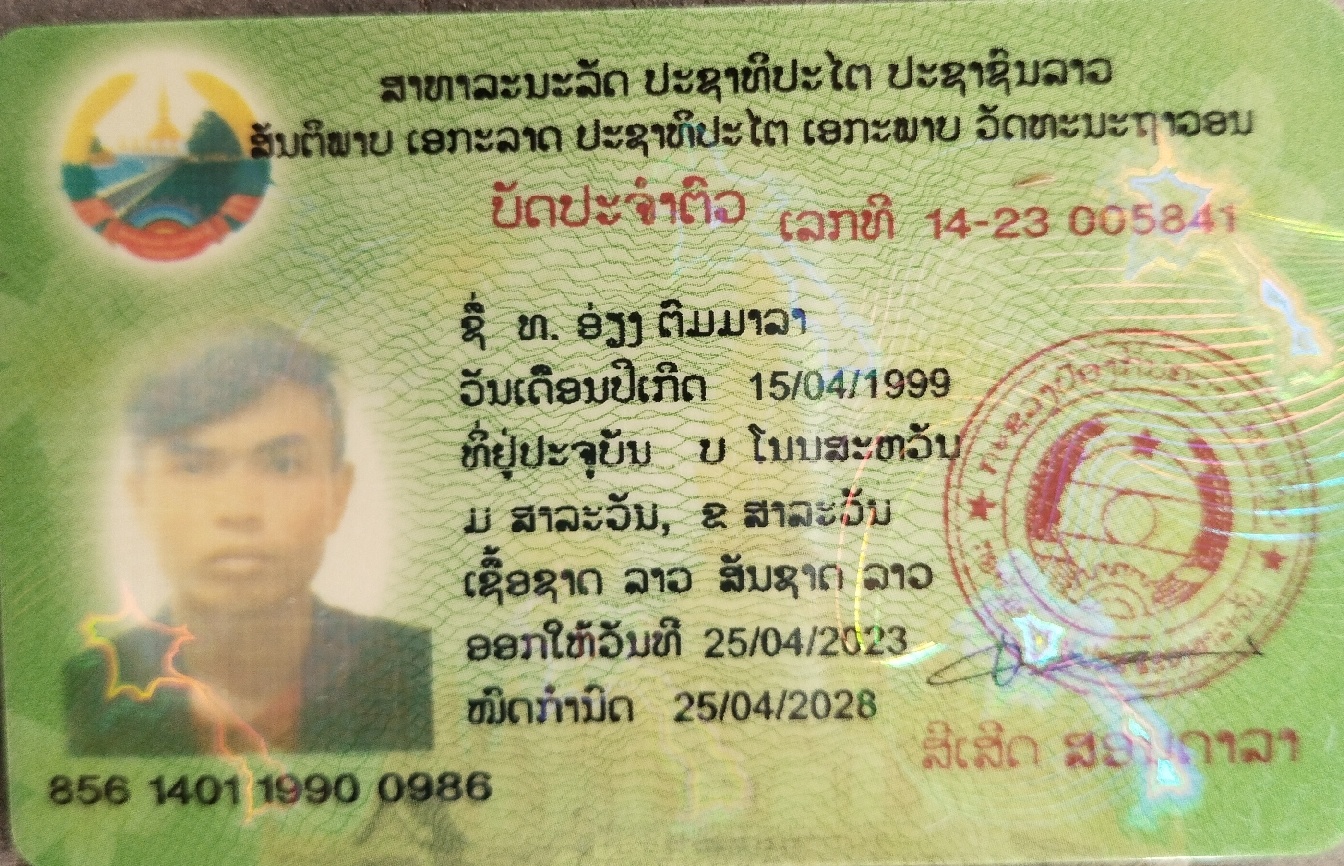 ສາທາລະນະລັດ ປະຊາທິປະໄຕ ປະຊາຊົນລາວ
ສັນຕິພາບ ເອກະລາດ ປະຊາທິປະໄຕ ເອກະພາບ ວັດທະນະຖາວອນ
ບັດປະຈຳຕົວ ເລກທີ 14-23 005841
ຊື່ ທ. ອ່ຽງ ຕິມມາລາ
ວັນເດືອນປີເກີດ 15/04/1999
ທີ່ຢູ່ປະຈຸບັນ ບ ໂນນສະຫວັນ
ມ ສາລະວັນ, ຂ ສາລະວັນ
ເຊື້ອຊາດ ລາວ ສັນຊາດ ລາວ
ອອກໃຫ້ວັນທີ 25/04/2023
ໝົດກຳນົດ 25/04/2028
ສີເສີດ
856 1401 1990 0986